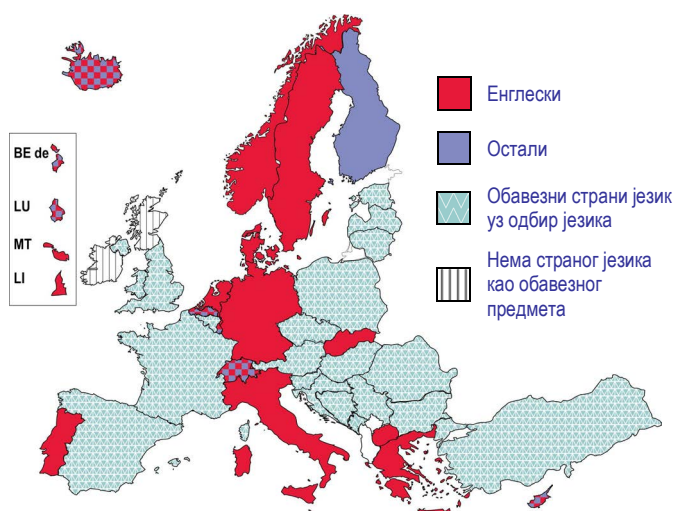 Енглески
Остали
Обавезни страни језик
уз одбир језика
Нема страног језика
као обавезног
предмета
BE de
LU
MT
LI